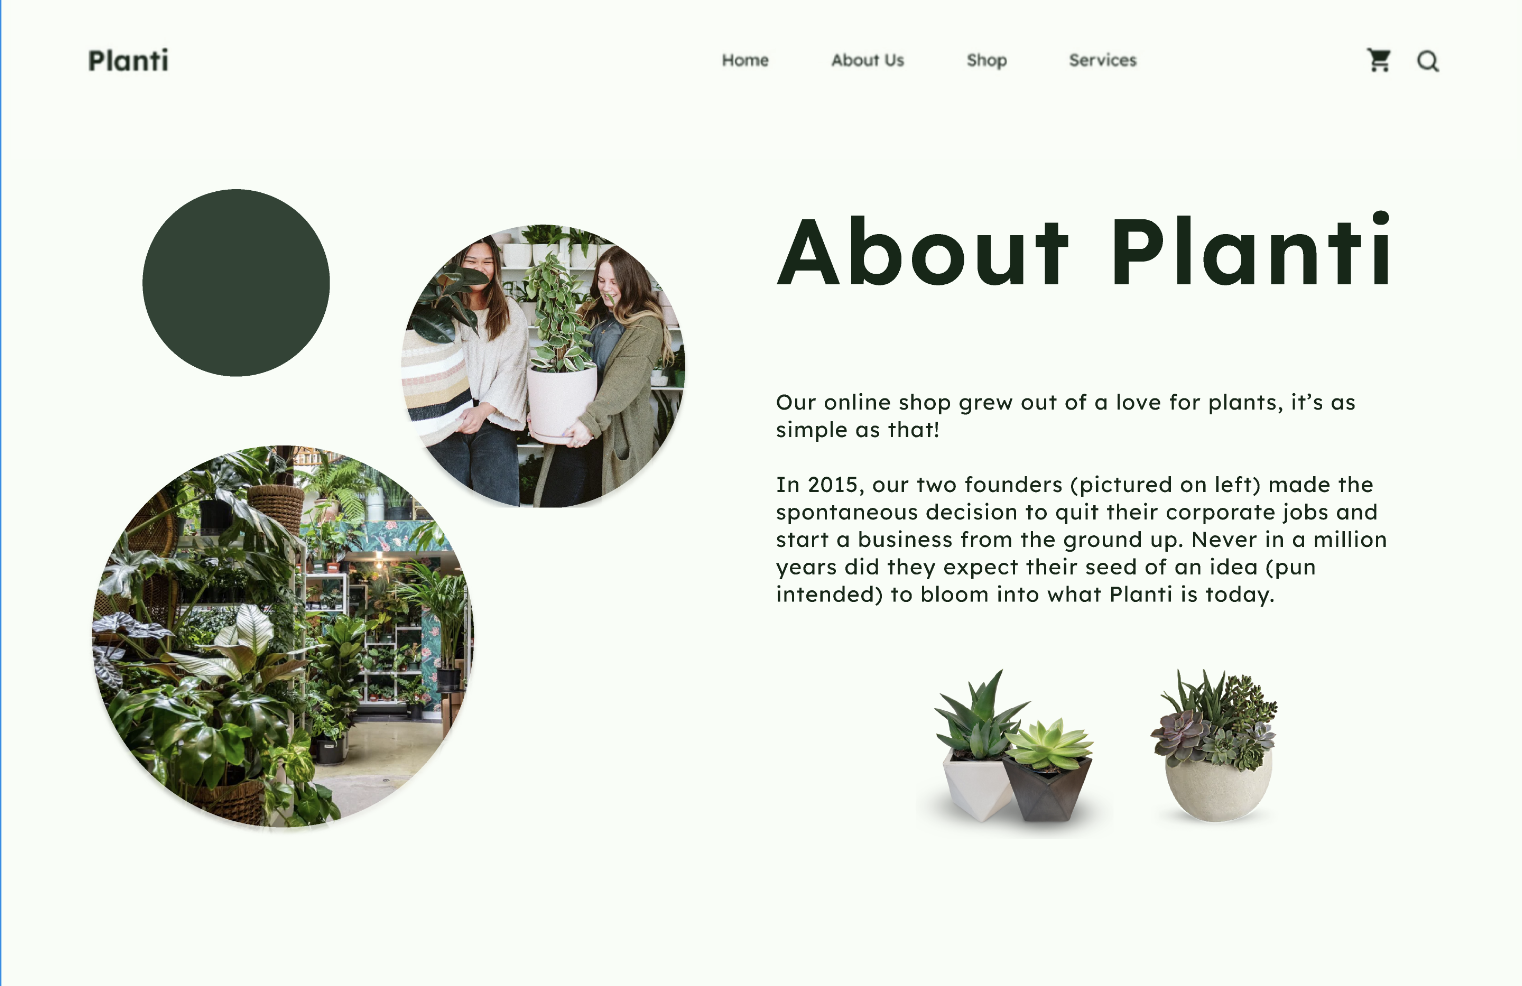 Planti
Home
About Us
Shop
Services
About Planti
Our online shop grew out of a love for plants, it’s as
simple as that!
In 2015, our two founders (pictured on left) made the
spontaneous decision to quit their corporate jobs and
start a business from the ground up. Never in a million
years did they expect their seed of an idea (pun
intended) to bloom into what Planti is today.